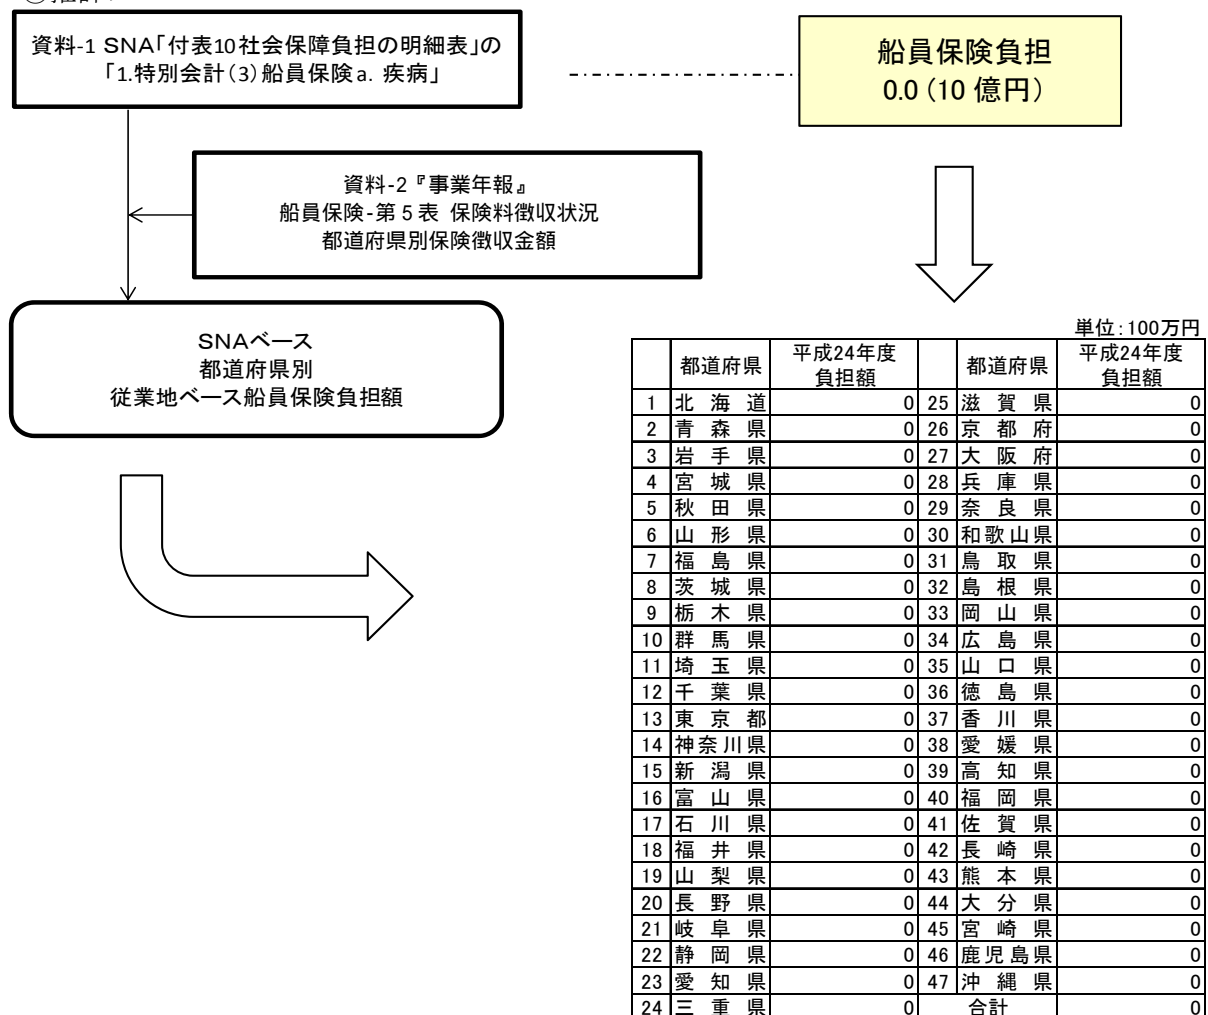 資料-1 SNA「付表10社会保障負担の明細表」の
「1.特別会計（3）船員保険a. 疾病」
船員保険負担
0.0（10 億円）
資料-2『事業年報』
船員保険-第５表 保険料徴収状況
都道府県別保険徴収金額
SNAベース
都道府県別
従業地ベース船員保険負担額
単位：100万円
都道府県 平成24年度 負担額 都道府県 平成24年度 負担額
1 北海道 0 25 滋賀県 0
2 青森県 0 26 京都府 0
3 岩手県 0 27 大阪府 0
4 宮城県 0 28 兵庫県 0
5 秋田県 0 29 奈良県 0
6 山形県 0 30 和歌山県 0
7 福島県 0 31 鳥取県 0
8 茨城県 0 32 島根県 0
9 栃木県 0 33 岡山県 0
10 群馬県 0 34 広島県 0
11 埼玉県 0 35 山口県 0
12 千葉県 0 36 徳島県 0
13 東京都 0 37 香川県 0
14 神奈川県 0 38 愛媛県 0
15 新潟県 0 39 高知県 0
16 富山県 0 40 福岡県 0
17 石川県 0 41 佐賀県 0
18 福井県 0 42 長崎県 0
19 山梨県 0 43 熊本県 0
20 長野県 0 44 大分県 0
21 岐阜県 0 45 宮崎県 0
22 静岡県 0 46 鹿児島県 0
23 愛知県 0 47 沖縄県 0
24 三重県 0 合計 0